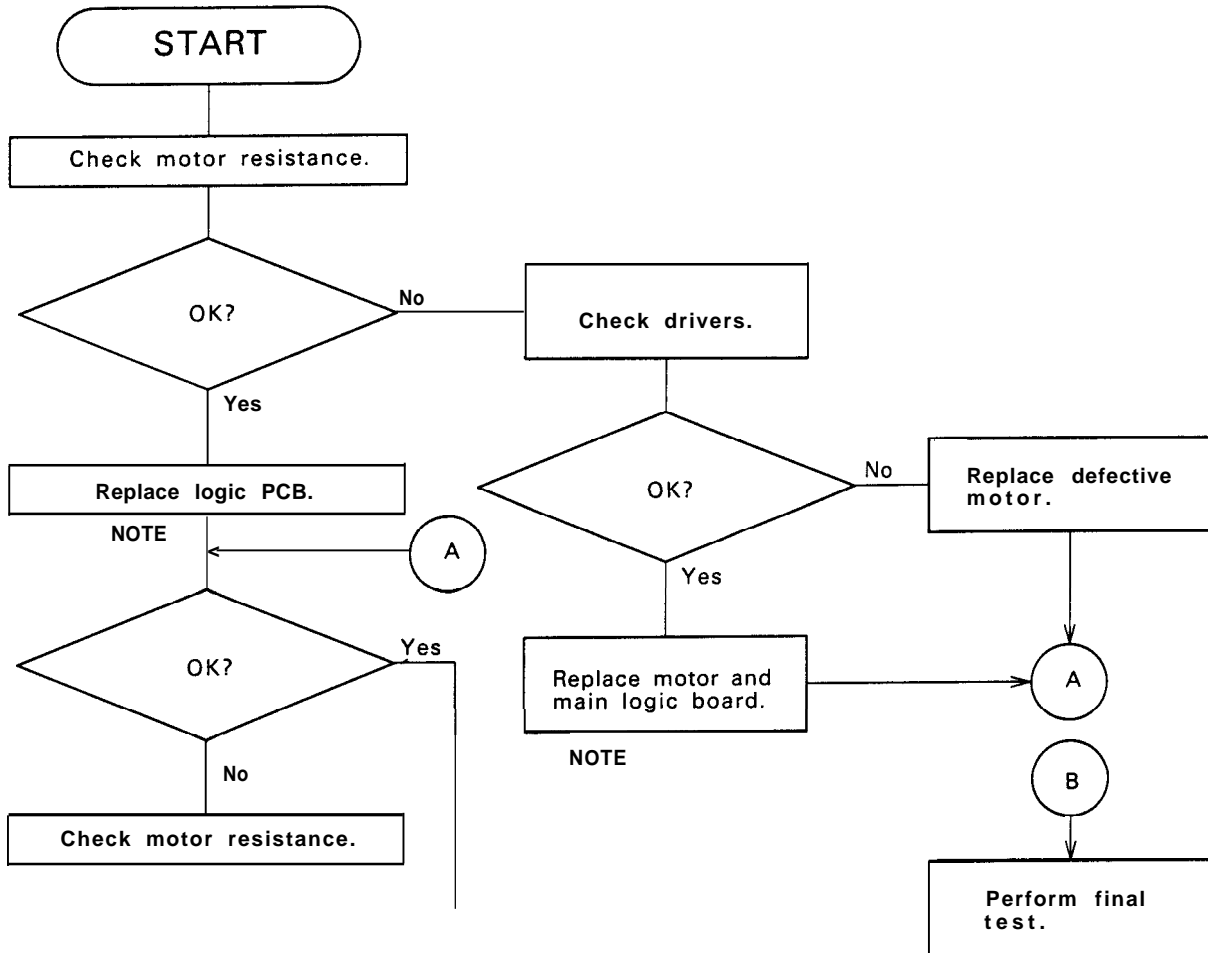 START
Check motor resistance.
OK?
No
Check drivers.
Yes
Replace logic PCB.
NOTE
A
OK?
No
Replace defective
motor.
Yes
OK?
Yes
Replace motor and
main logic board.
NOTE
A
No
Check motor resistance.
B
Perform final
test.